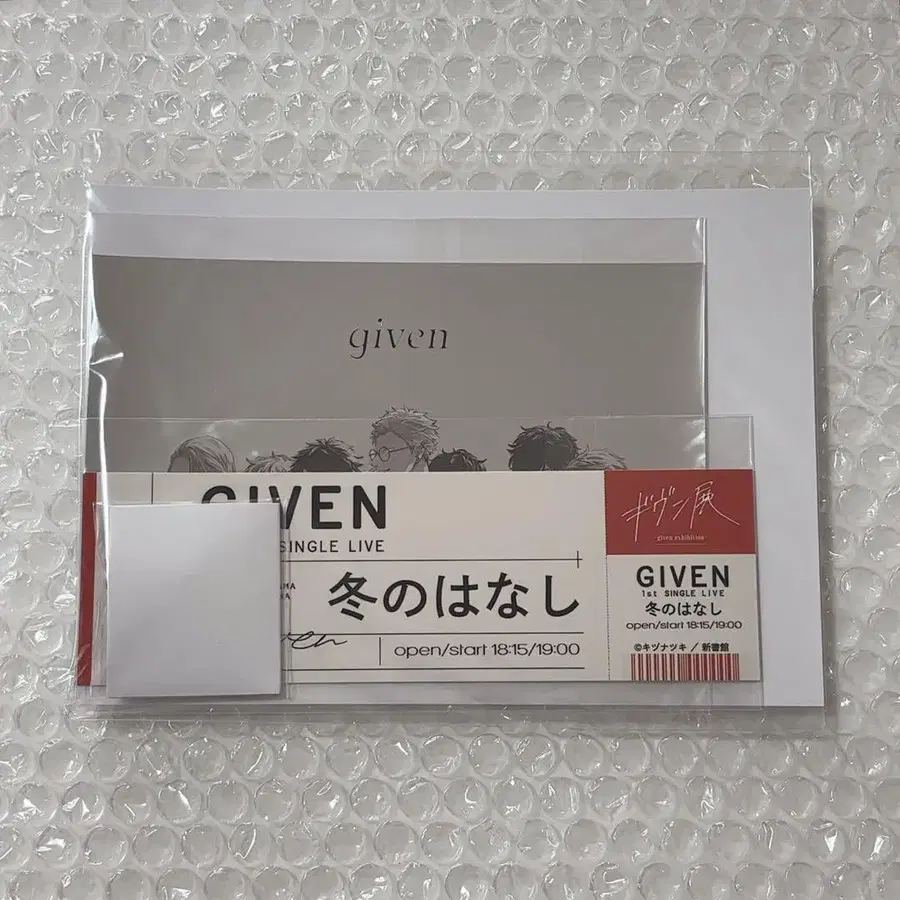 given
GIVEN
SINGLE LIVE
冬のはなし
open/start 18:15/19:00
ギヴン展
given exhibition
GIVEN
1st SINGLE LIVE
冬のはなし
open/start 18:15/19:00
©キヅナツキ / 新書館